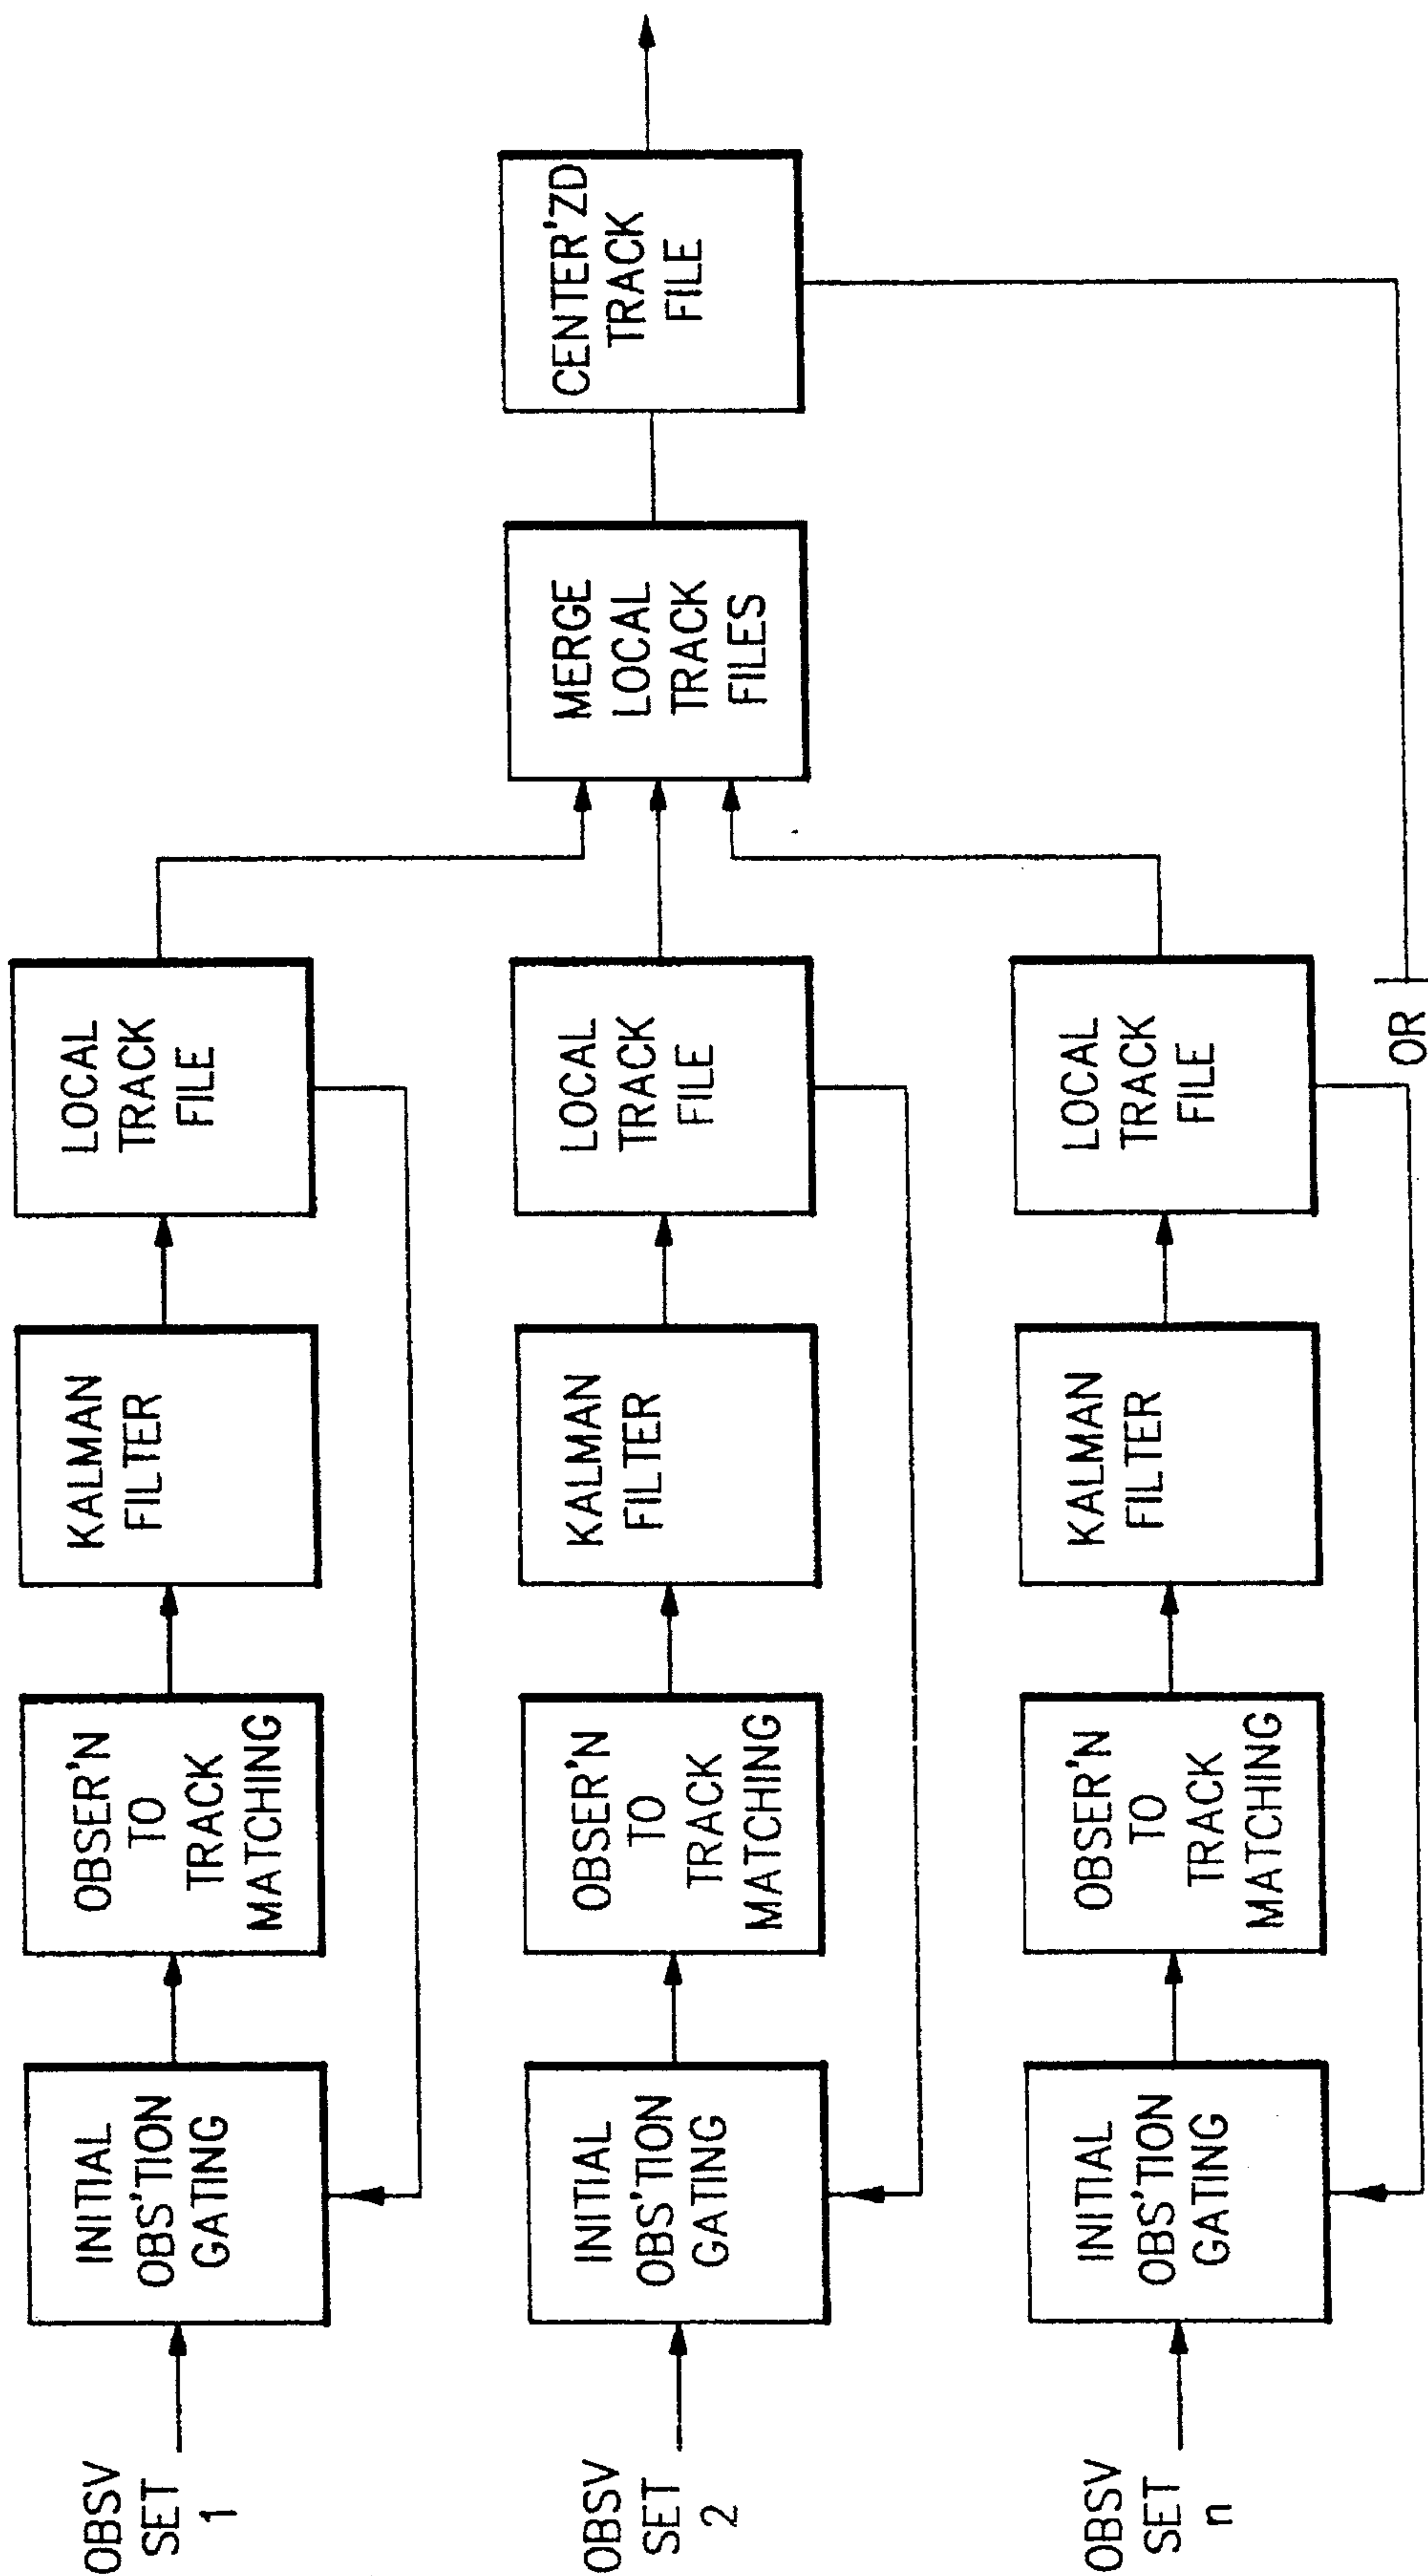 OBSV
SET
1
INITIAL
OBS'TION
GATING
OBSER'N
TO
TRACK
MATCHING
KALMAN
FILTER
LOCAL
TRACK
FILE
OBSV
SET
2
INITIAL
OBS'TION
GATING
OBSER'N
TO
TRACK
MATCHING
KALMAN
FILTER
LOCAL
TRACK
FILE
MERGE
LOCAL
TRACK
FILES
CENTER'ZD
TRACK
FILE
OBSV
SET
n
INITIAL
OBS'TION
GATING
OBSER'N
TO
TRACK
MATCHING
KALMAN
FILTER
LOCAL
TRACK
FILE
OR